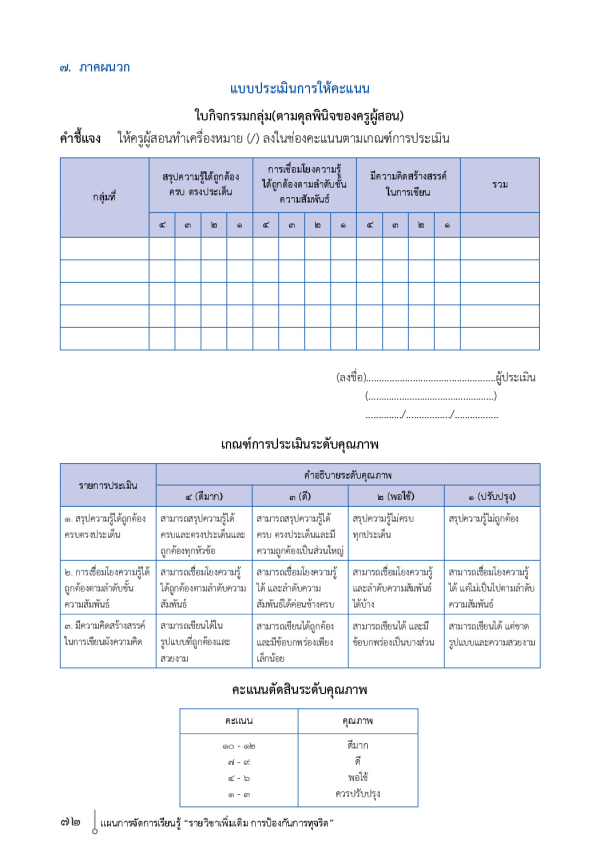 ๗. ภาคผนวก
แบบประเมินการให้คะแนน
ใบกิจกรรมกลุ่ม(ตามดุลพินิจของครูผู้สอน)
คำชี้แจง ให้ครูผู้สอนทำเครื่องหมาย (/) ลงในช่องคะแนนตามเกณฑ์การประเมิน
กลุ่มที่
สรุปความรู้ได้ถูกต้อง
ครบ ตรงประเด็น
การเชื่อมโยงความรู้
ได้ถูกต้องตามลำดับชั้น
ความสัมพันธ์
มีความคิดสร้างสรรค์
ในการเขียน
รวม
๔ ๓ ๒ ๑ ๔ ๓ ๒ ๑ ๔ ๓ ๒ ๑
(ลงชื่อ)..................................................ผู้ประเมิน
(.................................................)
............../................./.................
เกณฑ์การประเมินระดับคุณภาพ
รายการประเมิน
คำอธิบายระดับคุณภาพ
๔ (ดีมาก) ๓ (ดี) ๒ (พอใช้) ๑ (ปรับปรุง)
๑. สรุปความรู้ได้ถูกต้อง
ครบตรงประเด็น
สามารถสรุปความรู้ได้
ครบและตรงประเด็นและ
ถูกต้องทุกหัวข้อ
สามารถสรุปความรู้ได้
ครบ ตรงประเด็นและมี
ความถูกต้องเป็นส่วนใหญ่
สรุปความรู้ไม่ครบ
ทุกประเด็น
สรุปความรู้ไม่ถูกต้อง
๒. การเชื่อมโยงความรู้ได้
ถูกต้องตามลำดับขั้น
ความสัมพันธ์
สามารถเชื่อมโยงความรู้
ได้ถูกต้องตามลำดับความ
สัมพันธ์
สามารถเชื่อมโยงความรู้
ได้ และลำดับความ
สัมพันธ์ได้ค่อนข้างครบ
สามารถเชื่อมโยงความรู้
และลำดับความสัมพันธ์
ได้บ้าง
สามารถเชื่อมโยงความรู้
ได้ แต่ไม่เป็นไปตามลำดับ
ความสัมพันธ์
๓. มีความคิดสร้างสรรค์
ในการเขียนผังความคิด
สามารถเขียนได้ใน
รูปแบบที่ถูกต้องและ
สวยงาม
สามารถเขียนได้ถูกต้อง
และมีข้อบกพร่องเพียง
เล็กน้อย
สามารถเขียนได้ และมี
ข้อบกพร่องเป็นบางส่วน
สามารถเขียนได้ แต่ขาด
รูปแบบและความสวยงาม
คะแนนตัดสินระดับคุณภาพ
คะแนน คุณภาพ
๑๐ - ๑๒ ดีมาก
๗ - ๙ ดี
๔ - ๖ พอใช้
๑ - ๓ ควรปรับปรุง
๗๒ แผนการจัดการเรียนรู้ “รายวิชาเพิ่มเติม การป้องกันการทุจริต”